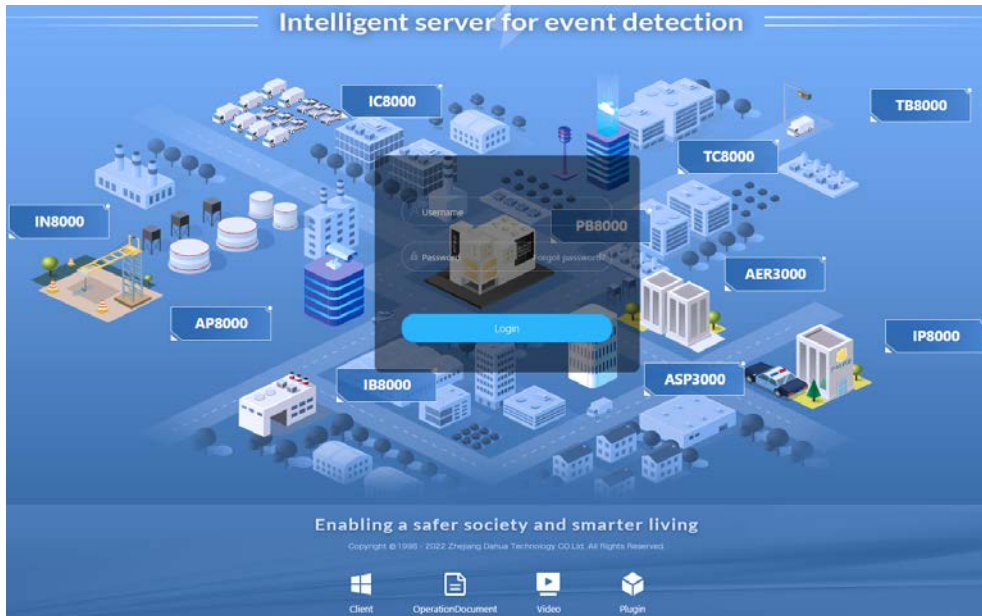 Intelligent server for event detection
IC8000
TB8000
TC8000
IN8000
Username
PB8000
Password
Forgot password?
AER3000
AP8000
Login
IP8000
IB8000
ASP3000
Enabling a safer society and smarter living
Copyright © 1998 - 2022 Zhejiang Dahua Technology CO.Ltd. All Rights Reserved.
Client
OperationDocument
Video
Plugin